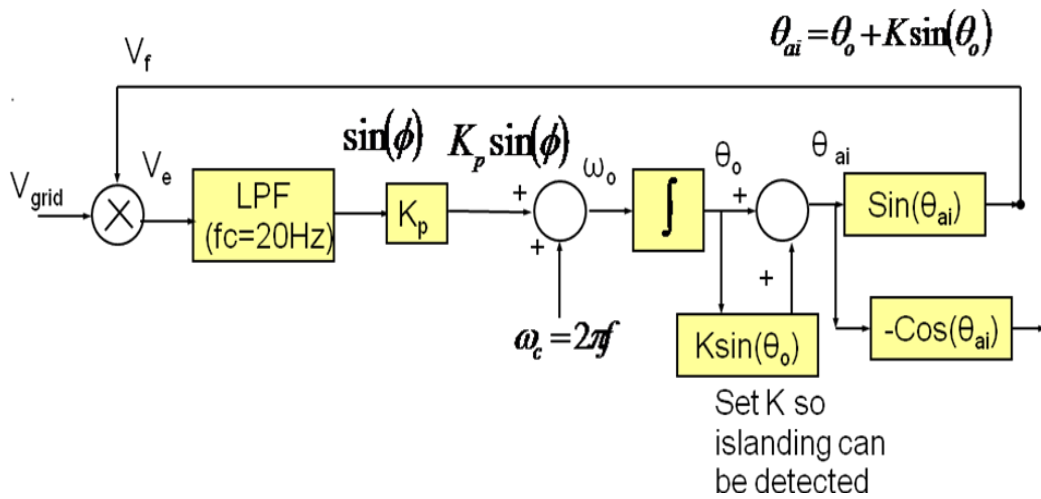 θai = θo + K sin(θo)
Vf
sin(ϕ)
Kp sin(ϕ)
Ve
ωo
θo
θai
Vgrid
LPF
(fc=20Hz)
Kp
+
+
∫
+
+
Sin(θai)
ωc = 2πf
Ksin(θo)
-Cos(θai)
Set K so
islanding can
be detected